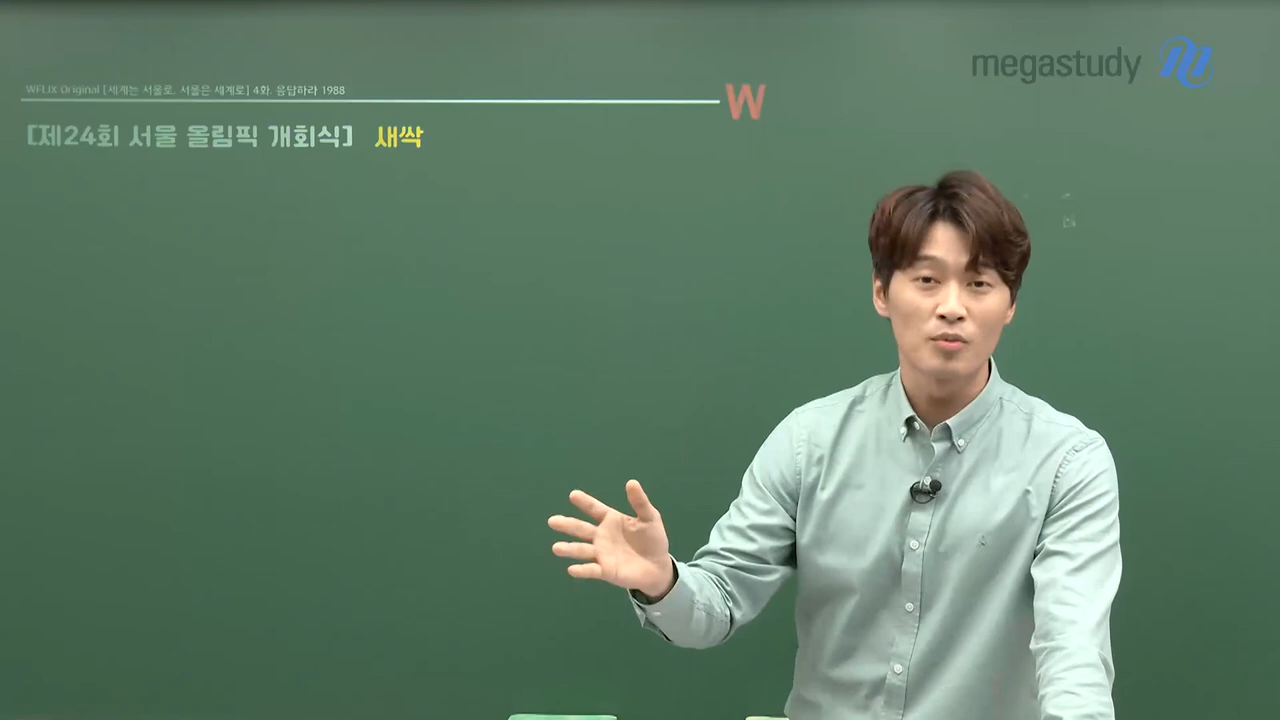 megastudy
WFLIX Original [세계는 서울로, 서울은 세계로] 4화. 응답하라 1988
W
[제24회 서울 올림픽 개회식] 새싹